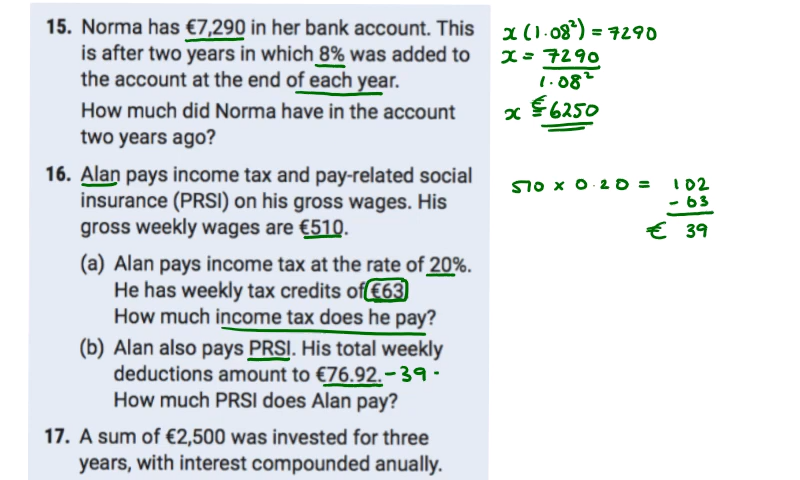 15. Norma has €7,290 in her bank account. This
is after two years in which 8% was added to
the account at the end of each year.
How much did Norma have in the account
two years ago?
x (1.08²) = 7290
x = 7290
1.08²
x = €6250
16. Alan pays income tax and pay-related social
insurance (PRSI) on his gross wages. His
gross weekly wages are €510.
(a) Alan pays income tax at the rate of 20%.
He has weekly tax credits of €63
How much income tax does he pay?
(b) Alan also pays PRSI. His total weekly
deductions amount to €76.92. - 39 .
How much PRSI does Alan pay?
510 x 0.20 = 102
- 63
€ 39
17. A sum of €2,500 was invested for three
years, with interest compounded anually.